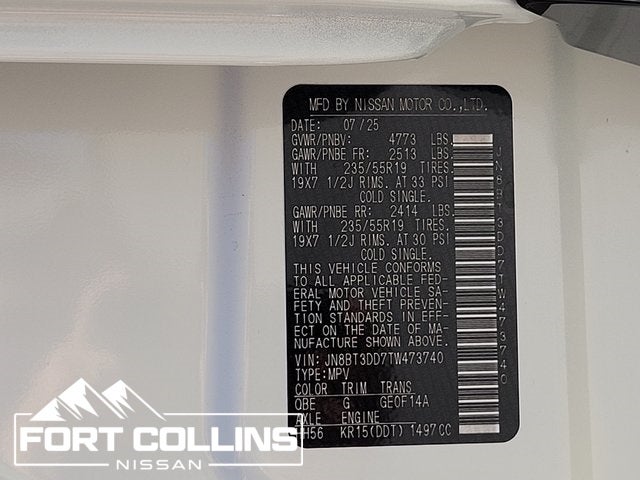 MFD BY NISSAN MOTOR CO.,LTD.
DATE: 07/25
GVWR/PNBV: 4773 LBS.
GAWR/PNBE FR: 2513 LBS.
WITH 235/55R19 TIRES.
19X7 1/2J RIMS. AT 33 PSI
COLD SINGLE.
GAWR/PNBE RR: 2414 LBS.
WITH 235/55R19 TIRES.
19X7 1/2J RIMS. AT 30 PSI
COLD SINGLE.
THIS VEHICLE CONFORMS
TO ALL APPLICABLE FED-
ERAL MOTOR VEHICLE SA-
FETY AND THEFT PREVEN-
TION STANDARDS IN EFF-
ECT ON THE DATE OF MA-
NUFACTURE SHOWN ABOVE.
VIN: JN8BT3DD7TW473740
TYPE:MPV
COLOR TRIM TRANS
QBE G GE0F14A
AXLE ENGINE
HH56 KR15(DDT) 1497CC
JN8BT3DD7TW473740
FORT COLLINS
NISSAN